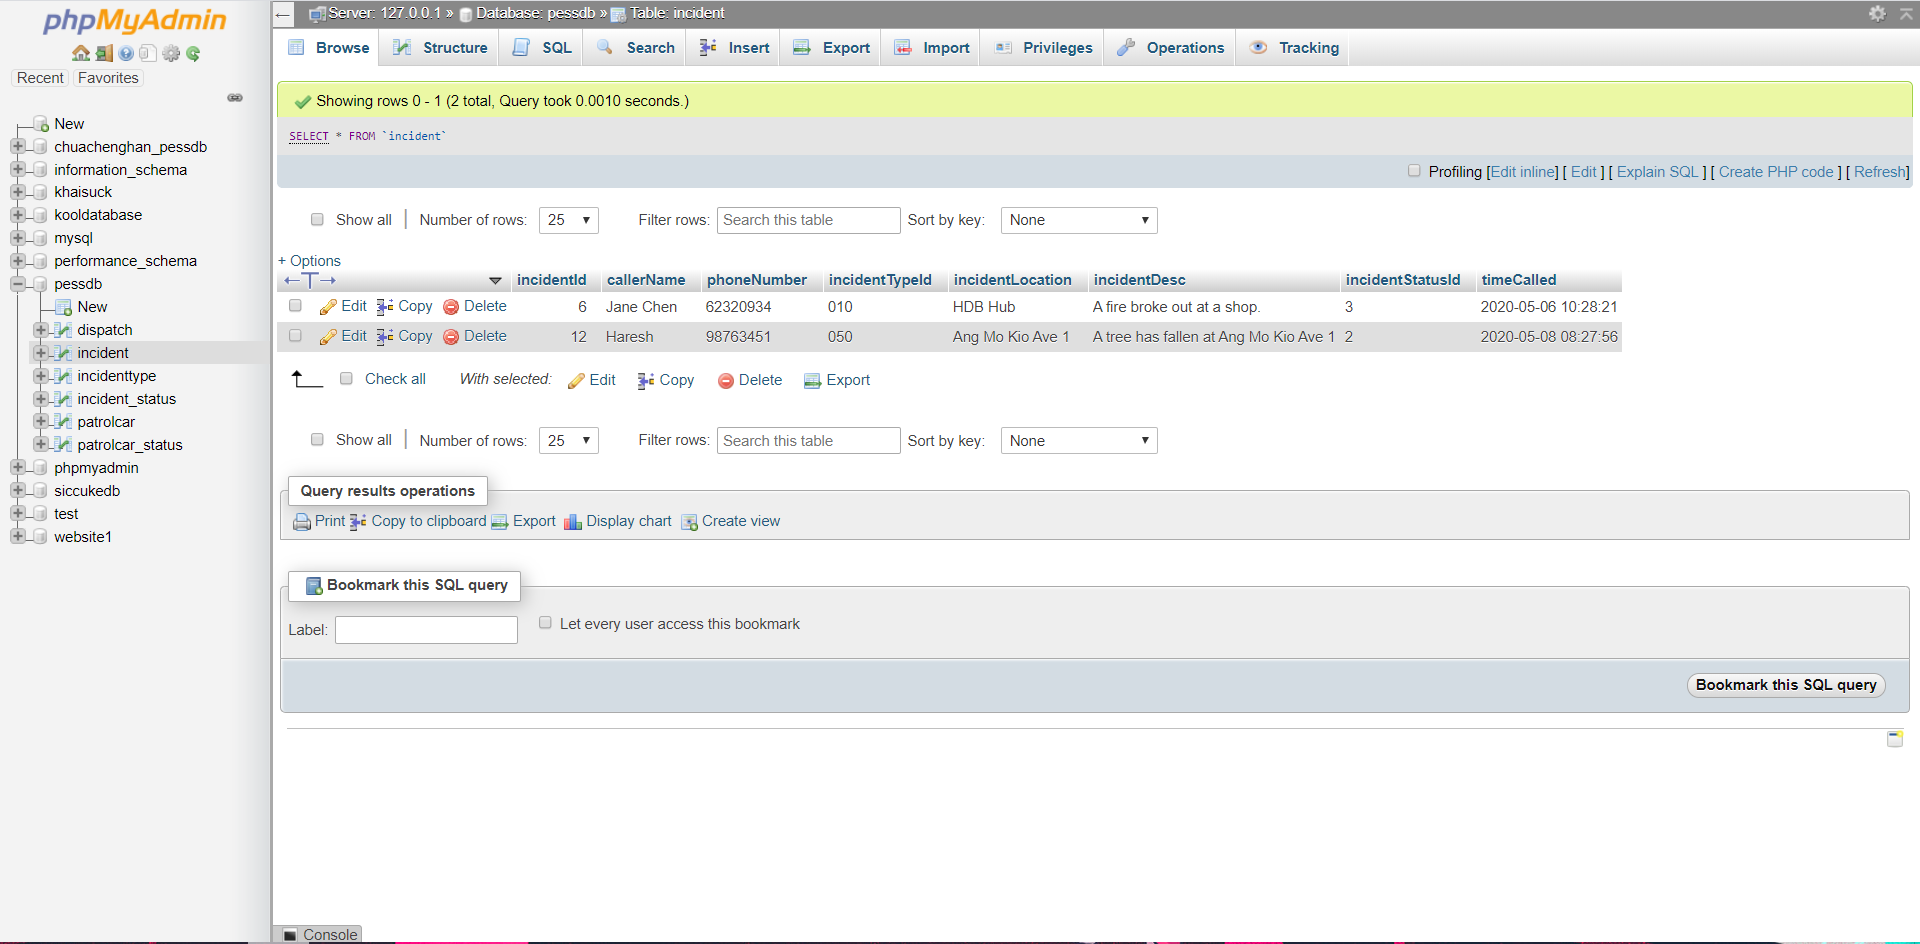 phpMyAdmin
Recent Favorites
New
chuachenghan_pessdb
information_schema
khaisuck
kooldatabase
mysql
performance_schema
pessdb
New
dispatch
incident
incidenttype
incident_status
patrolcar
patrolcar_status
phpmyadmin
siccukedb
test
website1
Server: 127.0.0.1 » Database: pessdb » Table: incident
Browse Structure SQL Search Insert Export Import Privileges Operations Tracking
Showing rows 0 - 1 (2 total, Query took 0.0010 seconds.)
SELECT * FROM `incident`
Profiling [Edit inline] [ Edit ] [ Explain SQL ] [ Create PHP code ] [ Refresh]
Show all | Number of rows: 25 Filter rows: Search this table Sort by key: None
+ Options
←T→ incidentId callerName phoneNumber incidentTypeId incidentLocation incidentDesc incidentStatusId timeCalled
Edit Copy Delete 6 Jane Chen 62320934 010 HDB Hub A fire broke out at a shop. 3 2020-05-06 10:28:21
Edit Copy Delete 12 Haresh 98763451 050 Ang Mo Kio Ave 1 A tree has fallen at Ang Mo Kio Ave 1 2 2020-05-08 08:27:56
Check all With selected: Edit Copy Delete Export
Show all | Number of rows: 25 Filter rows: Search this table Sort by key: None
Query results operations
Print Copy to clipboard Export Display chart Create view
Bookmark this SQL query
Label: Let every user access this bookmark
Bookmark this SQL query
Console